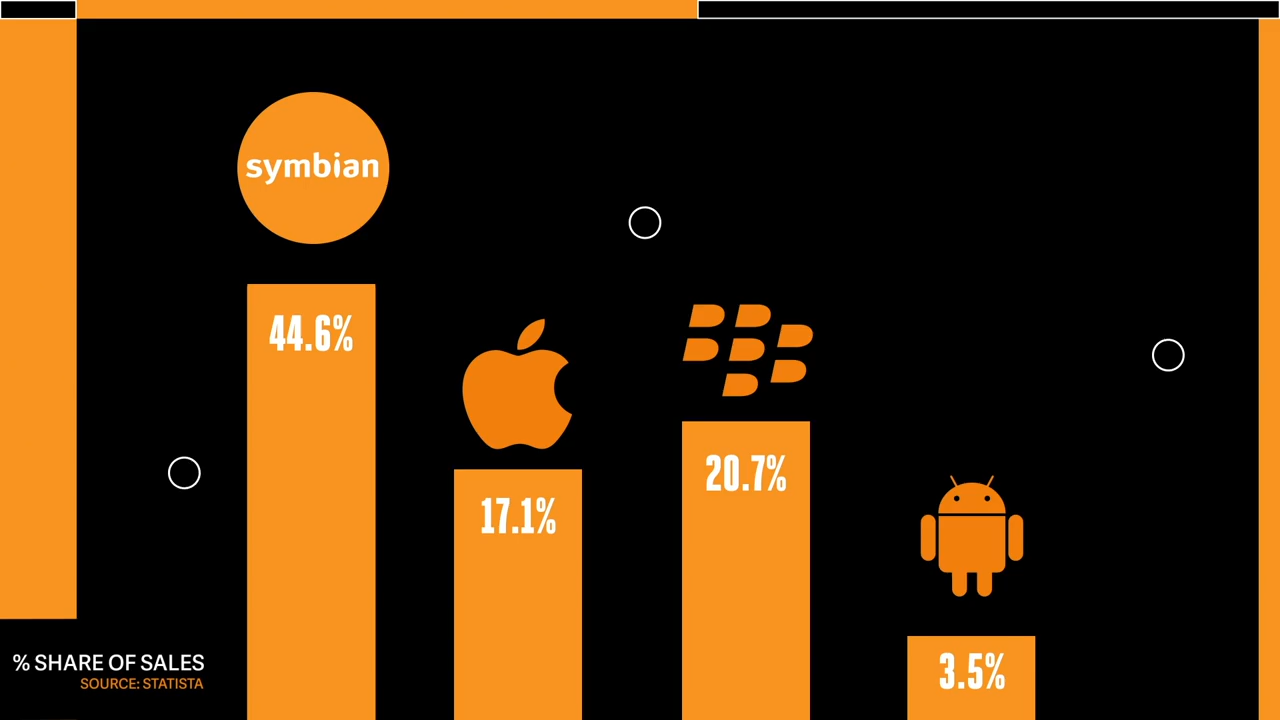 symbian
44.6%
17.1%
20.7%
3.5%
% SHARE OF SALES
SOURCE: STATISTA